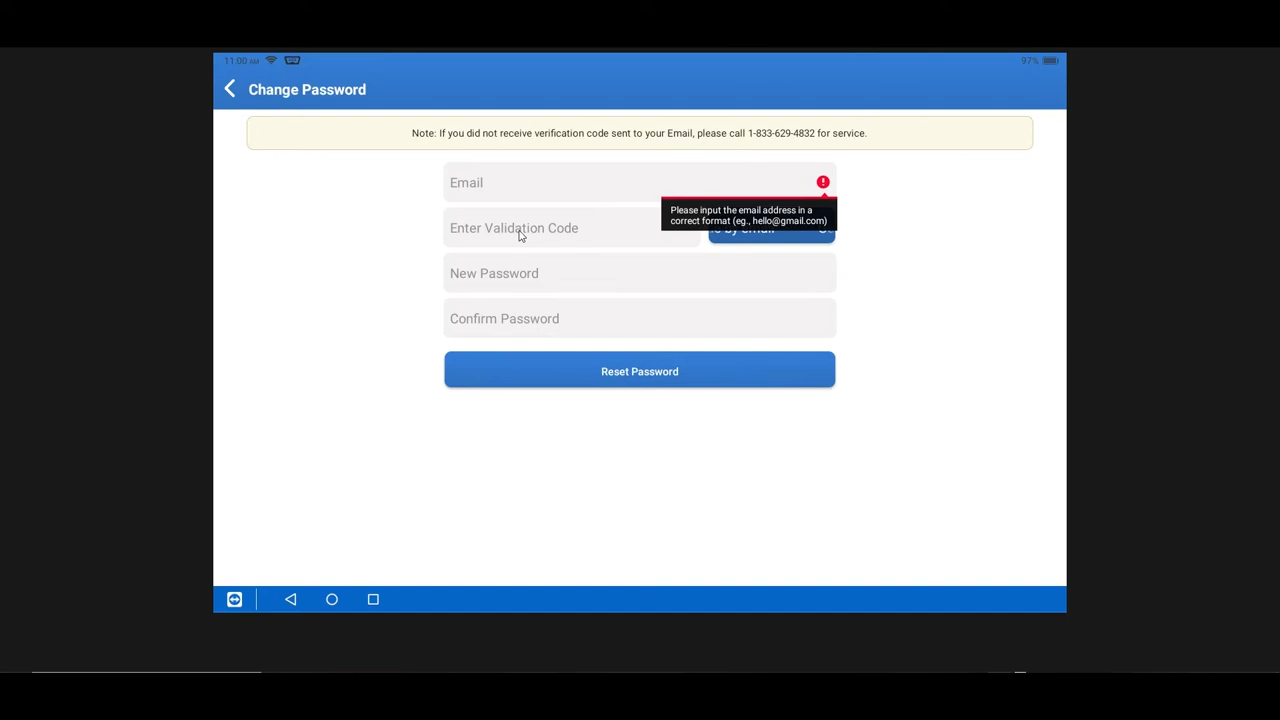 11:00 AM
97%
Change Password
Note: If you did not receive verification code sent to your Email, please call 1-833-629-4832 for service.
Email
Please input the email address in a
correct format (eg., hello@gmail.com)
Enter Validation Code
by email
New Password
Confirm Password
Reset Password